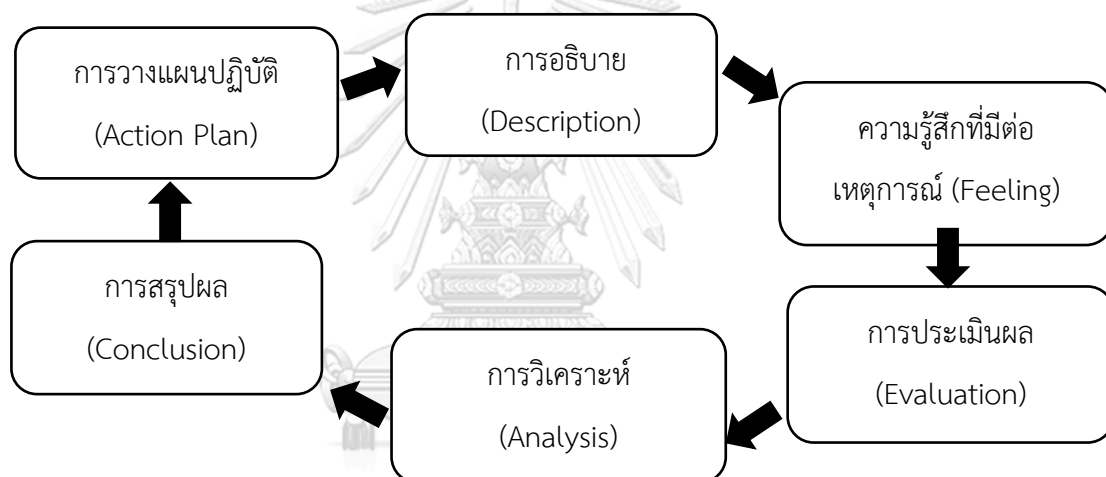 การวางแผนปฏิบัติ
(Action Plan)
การอธิบาย
(Description)
ความรู้สึกที่มีต่อ
เหตุการณ์ (Feeling)
การสรุปผล
(Conclusion)
การวิเคราะห์
(Analysis)
การประเมินผล
(Evaluation)